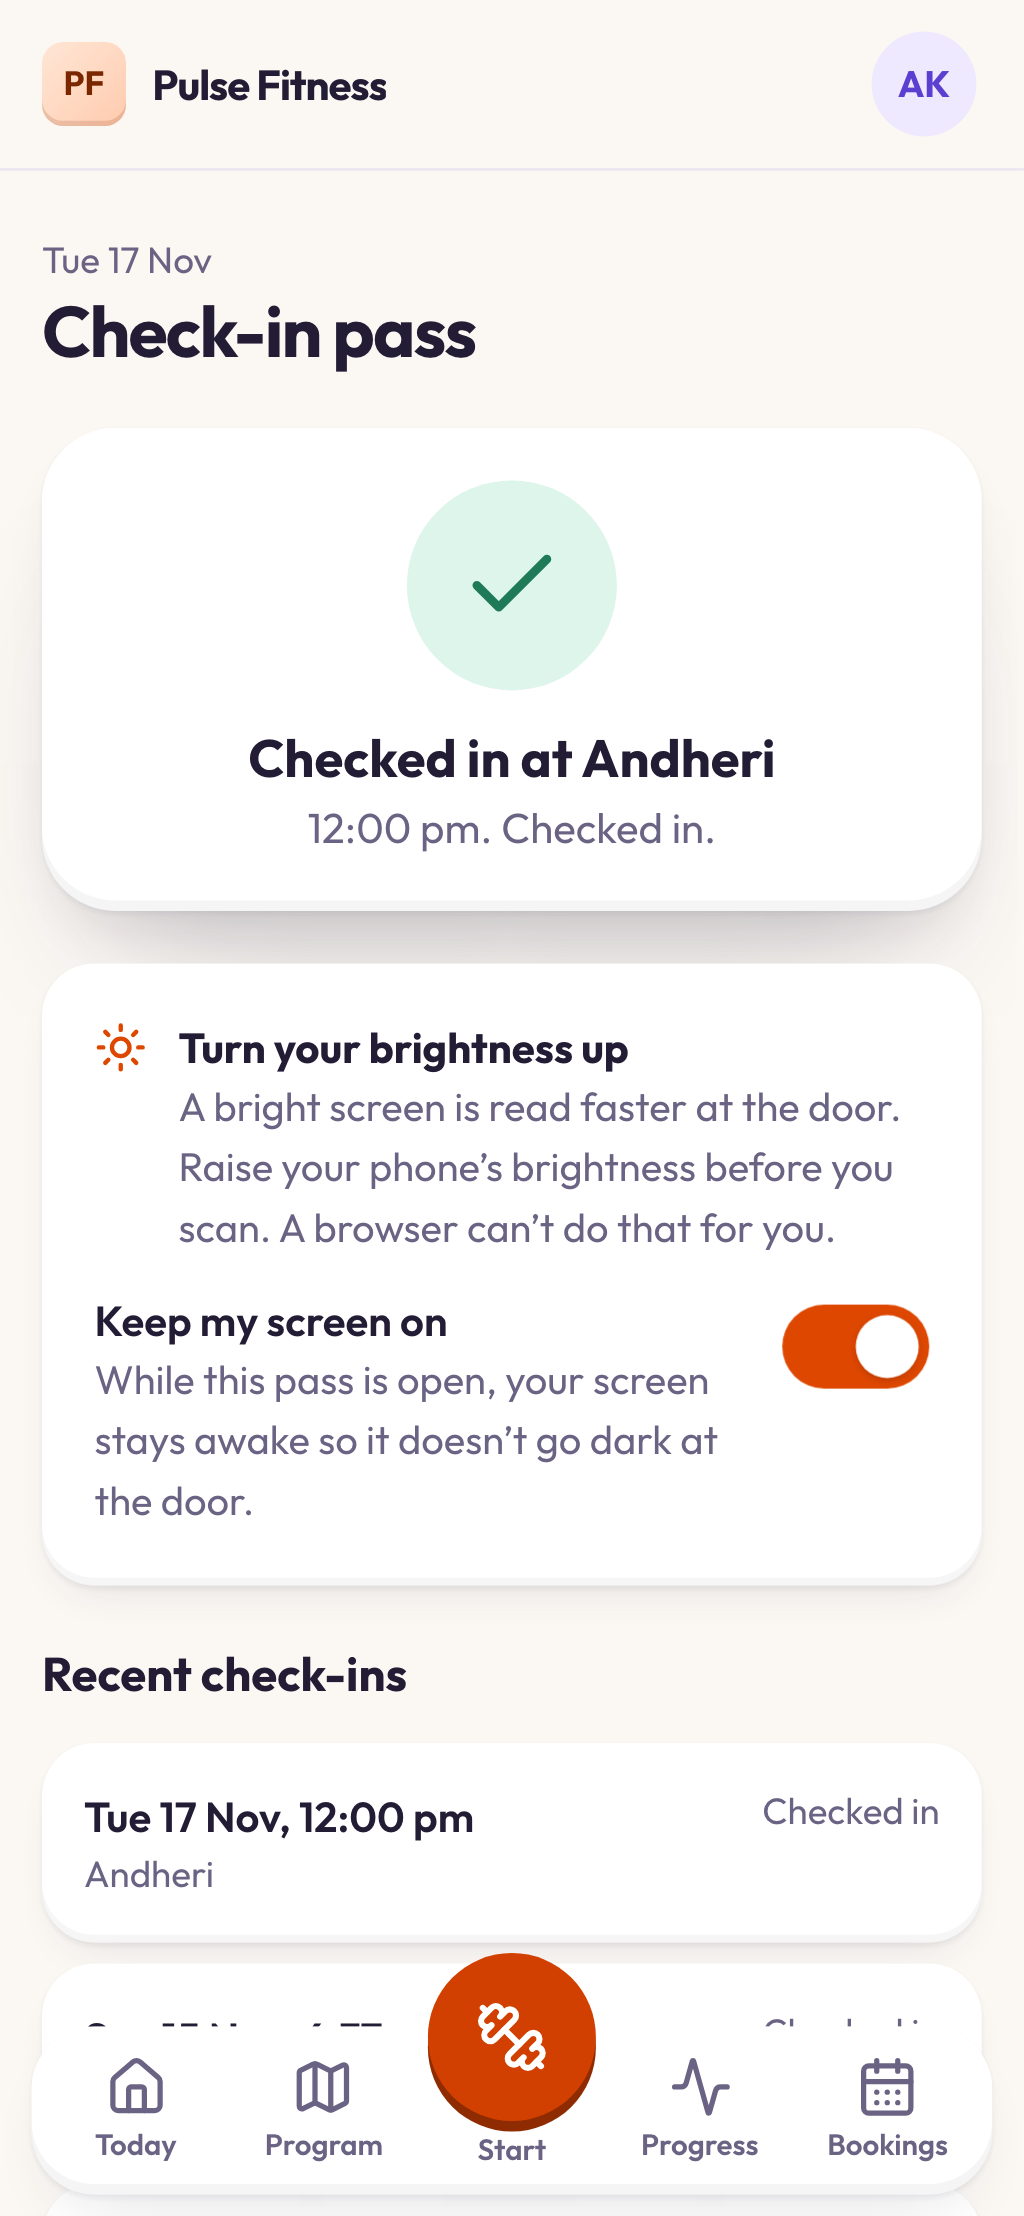 PF
Pulse Fitness
AK
Tue 17 Nov
Check-in pass
Checked in at Andheri
12:00 pm. Checked in.
Turn your brightness up
A bright screen is read faster at the door.
Raise your phone’s brightness before you
scan. A browser can’t do that for you.
Keep my screen on
While this pass is open, your screen
stays awake so it doesn’t go dark at
the door.
Recent check-ins
Tue 17 Nov, 12:00 pm
Checked in
Andheri
Today
Program
Start
Progress
Bookings